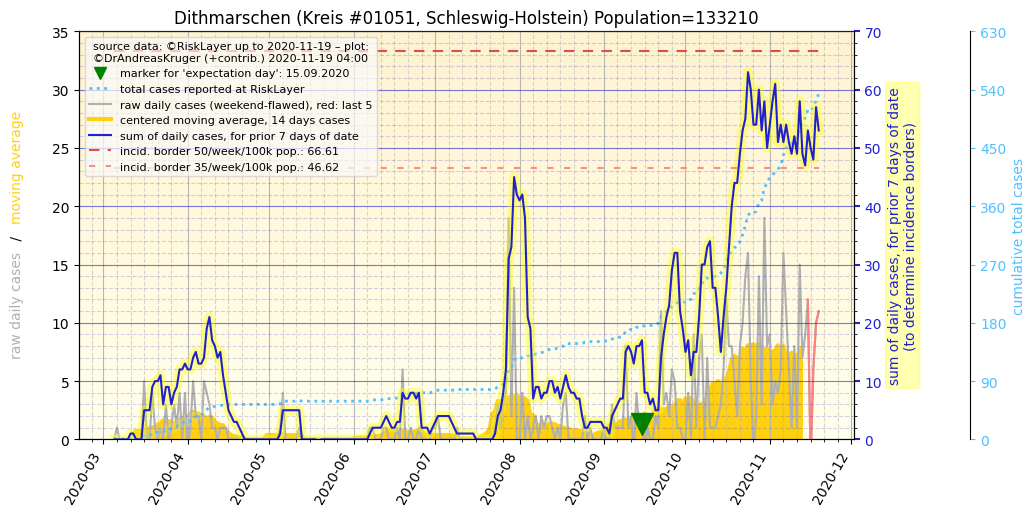 Dithmarschen (Kreis #01051, Schleswig-Holstein) Population=133210
source data: ©RiskLayer up to 2020-11-19 – plot:
©DrAndreasKruger (+contrib.) 2020-11-19 04:00
marker for 'expectation day': 15.09.2020
total cases reported at RiskLayer
raw daily cases (weekend-flawed), red: last 5
centered moving average, 14 days cases
sum of daily cases, for prior 7 days of date
incid. border 50/week/100k pop.: 66.61
incid. border 35/week/100k pop.: 46.62
raw daily cases / moving average
35
30
25
20
15
10
5
0
2020-03
2020-04
2020-05
2020-06
2020-07
2020-08
2020-09
2020-10
2020-11
2020-12
70
60
50
40
30
20
10
0
sum of daily cases, for prior 7 days of date
(to determine incidence borders)
630
540
450
360
270
180
90
0
cumulative total cases